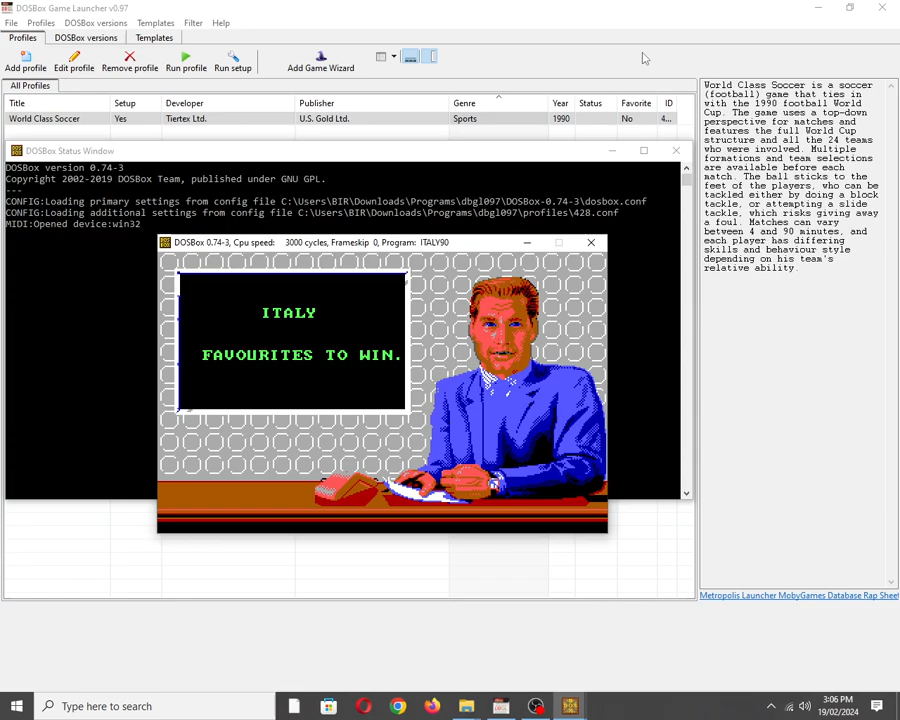 DOSBox Game Launcher v0.97
File Profiles DOSBox versions Templates Filter Help
Profiles DOSBox versions Templates
Add profile Edit profile Remove profile Run profile Run setup Add Game Wizard
All Profiles
Title Setup Developer Publisher Genre Year Status Favorite ID
World Class Soccer Yes Tiertex Ltd. U.S. Gold Ltd. Sports 1990 No 4...
DOSBox Status Window
DOSBox version 0.74-3
Copyright 2002-2019 DOSBox Team, published under GNU GPL.
---
CONFIG:Loading primary settings from config file C:\Users\BIR\Downloads\Programs\dbgl097\DOSBox-0.74-3\dosbox.conf
CONFIG:Loading additional settings from config file C:\Users\BIR\Downloads\Programs\dbgl097\profiles\428.conf
MIDI:Opened device:win32
DOSBox 0.74-3, Cpu speed: 3000 cycles, Frameskip 0, Program: ITALY90
ITALY
FAVOURITES TO WIN.
World Class Soccer is a soccer
(football) game that ties in
with the 1990 football World
Cup. The game uses a top-down
perspective for matches and
features the full World Cup
structure and all the 24 teams
who were involved. Multiple
formations and team selections
are available before each
match. The ball sticks to the
feet of the players, who can be
tackled either by doing a block
tackle, or attempting a slide
tackle, which risks giving away
a foul. Matches can vary
between 4 and 90 minutes, and
each player has differing
skills and behaviour style
depending on his team's
relative ability.
Metropolis Launcher MobyGames Database Rap Sheet
Type here to search
3:06 PM
19/02/2024